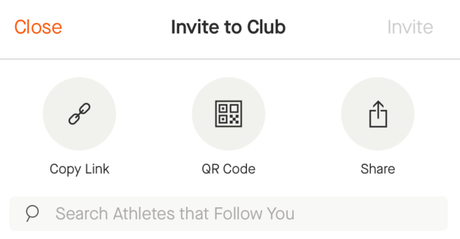 Close Invite to Club Invite
Copy Link QR Code Share
Search Athletes that Follow You